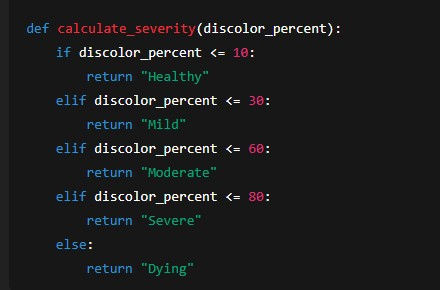 def calculate_severity(discolor_percent):
    if discolor_percent <= 10:
        return "Healthy"
    elif discolor_percent <= 30:
        return "Mild"
    elif discolor_percent <= 60:
        return "Moderate"
    elif discolor_percent <= 80:
        return "Severe"
    else:
        return "Dying"